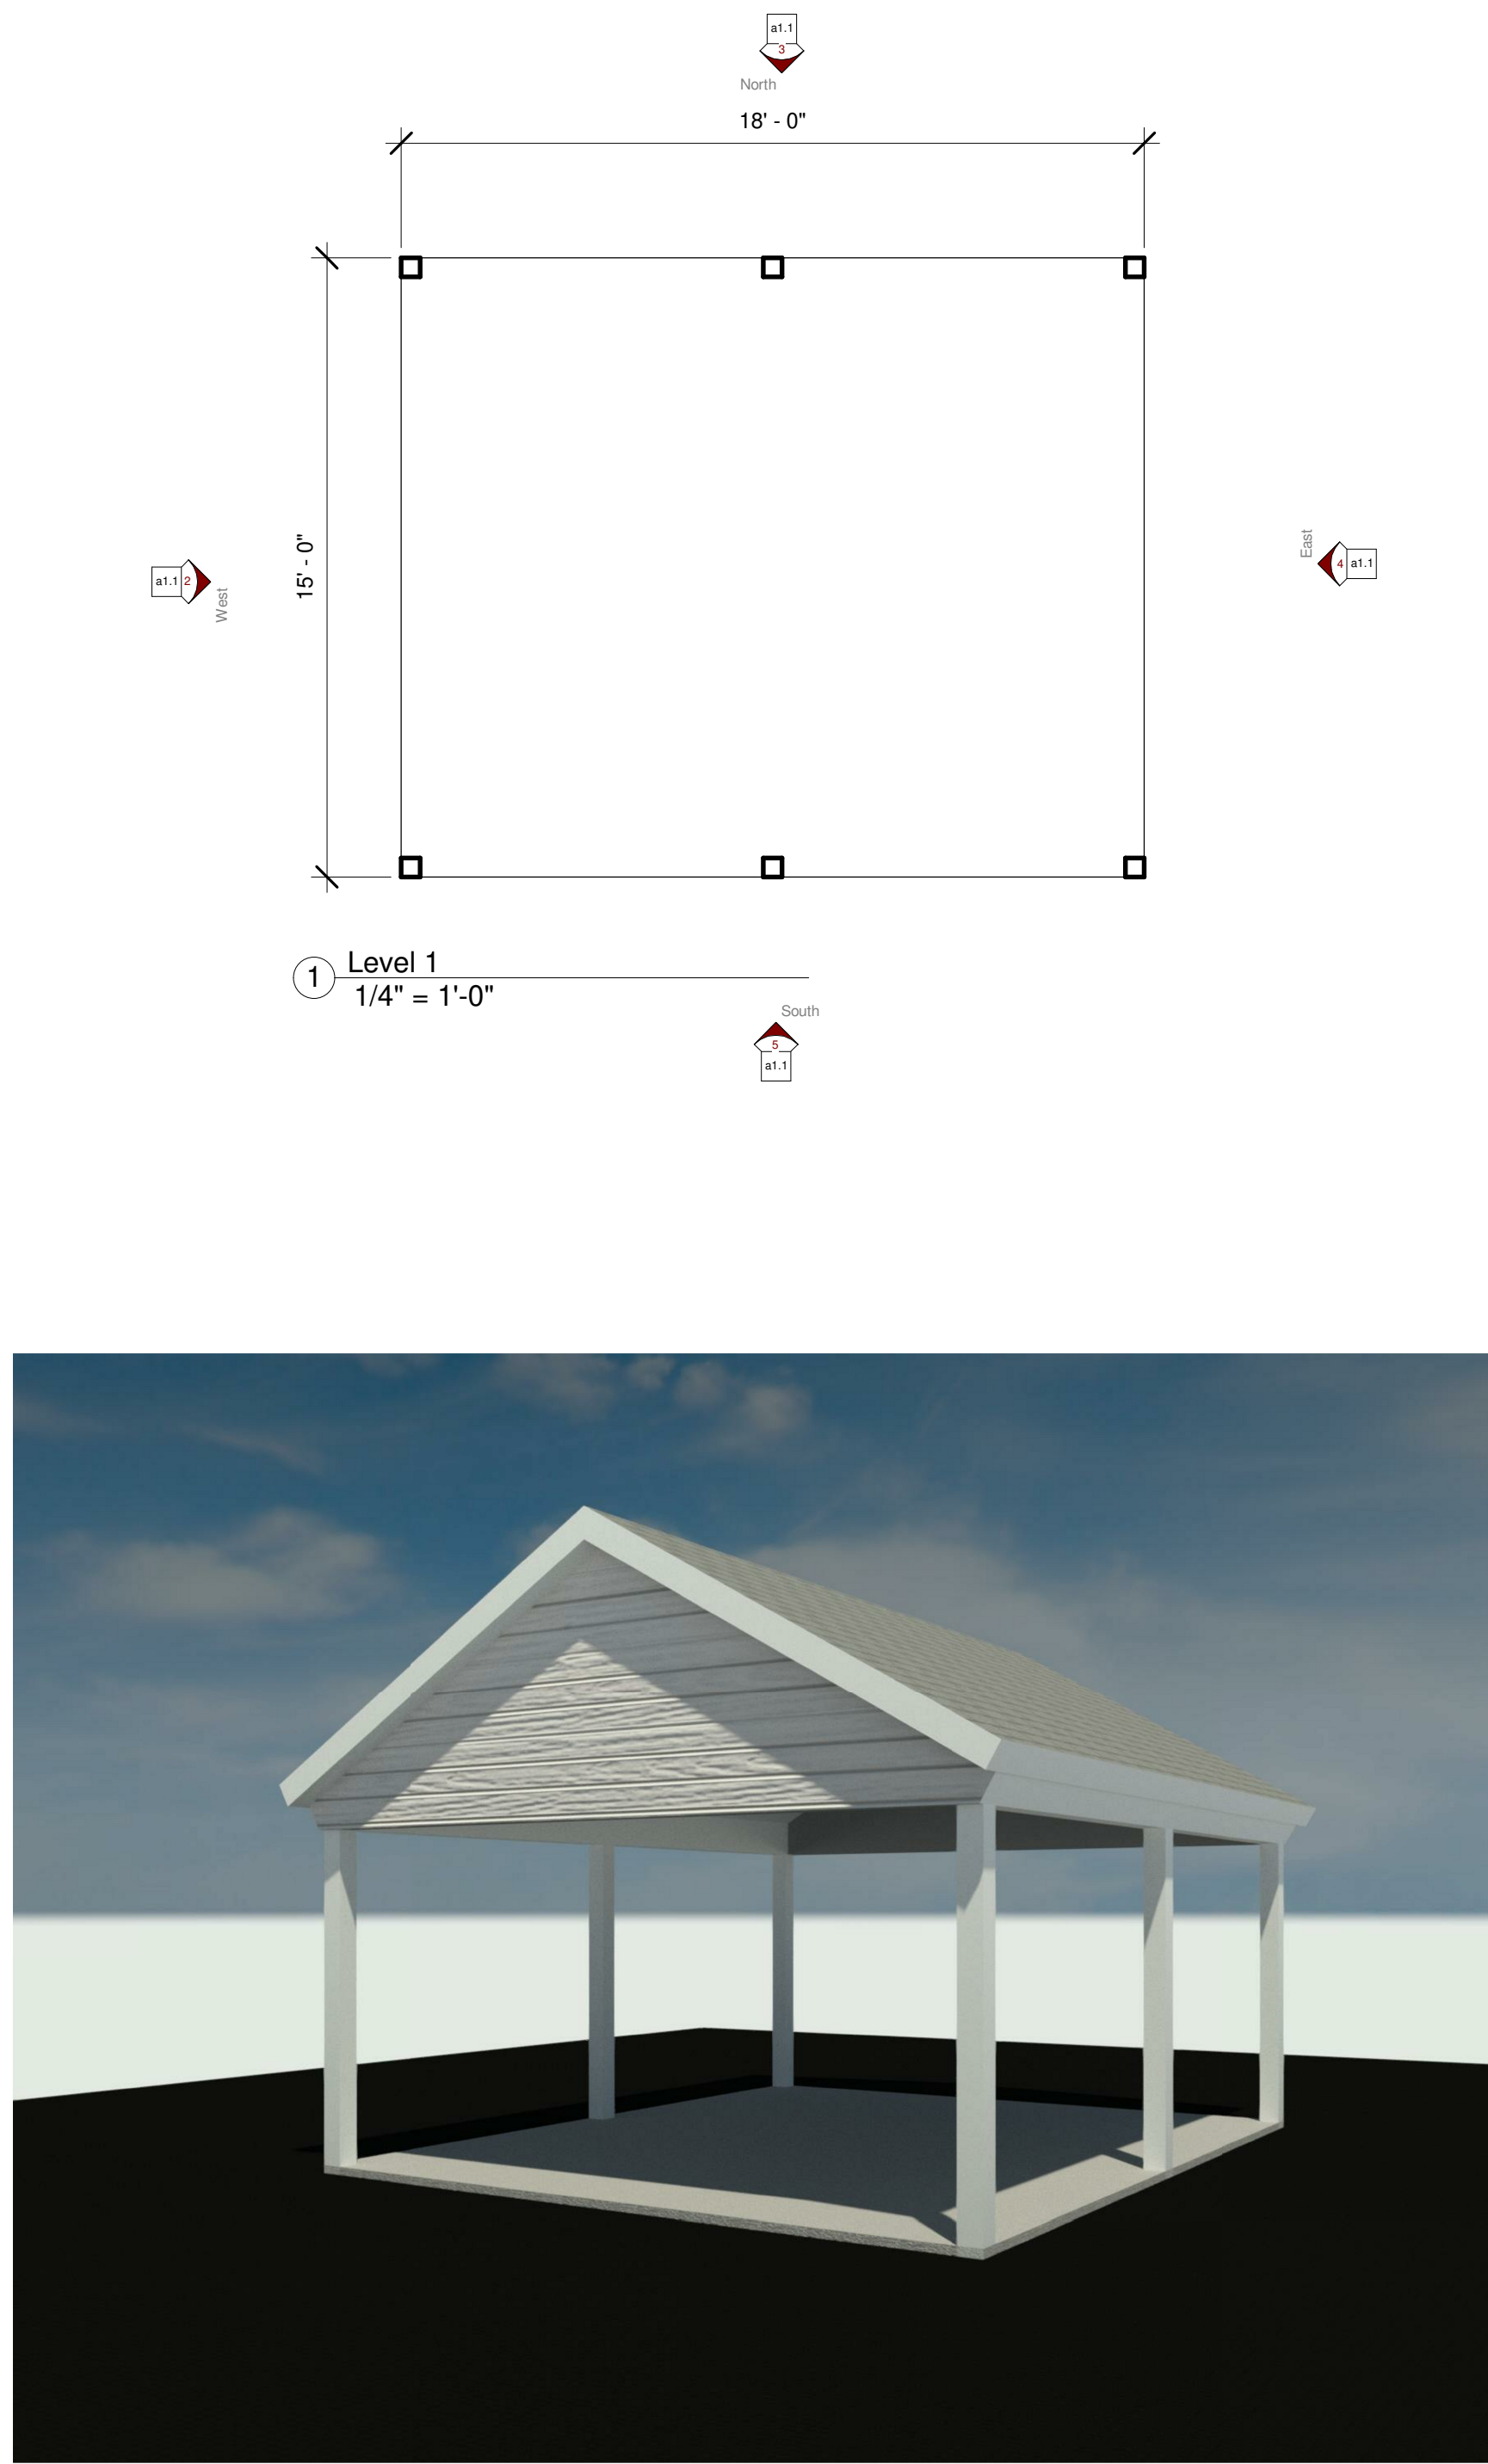 a1.1
3
North
18' - 0"
15' - 0"
a1.1 2
West
East
4 a1.1
1 Level 1
1/4" = 1'-0"
South
5
a1.1